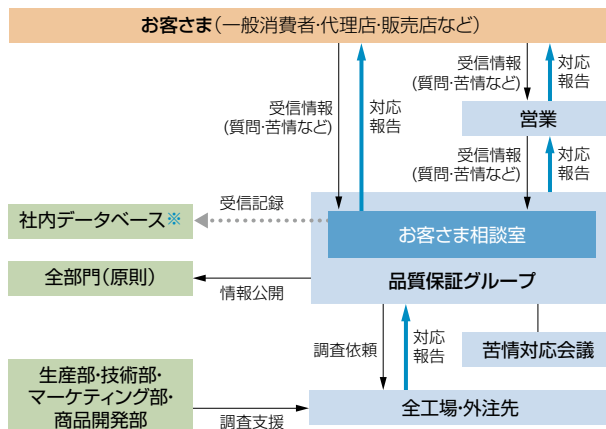 お客さま（一般消費者・代理店・販売店など）
受信情報
(質問・苦情など)
対応
報告
受信情報
(質問・苦情など)
対応
報告
営業
受信情報
(質問・苦情など)
対応
報告
受信記録
社内データベース※
お客さま相談室
全部門（原則）
情報公開
品質保証グループ
調査依頼
対応
報告
苦情対応会議
生産部・技術部・
マーケティング部・
商品開発部
調査支援
全工場・外注先